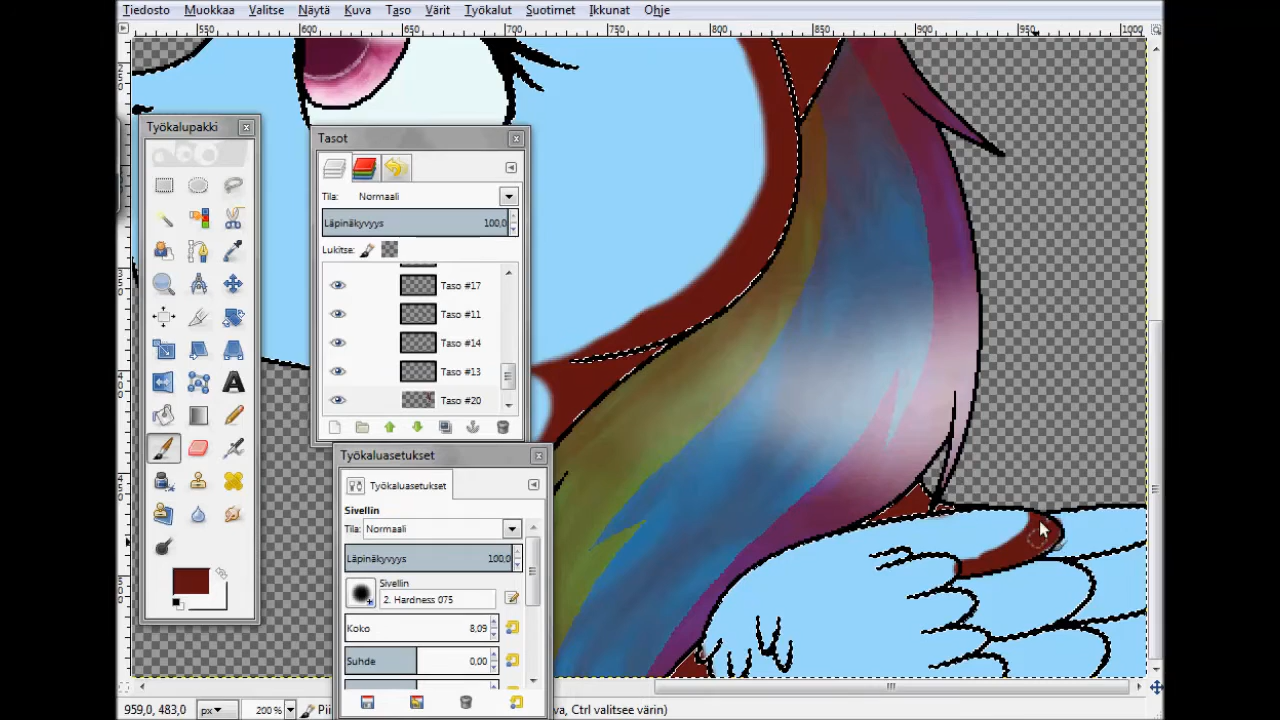 Tiedosto Muokkaa Valitse Näytä Kuva Taso Värit Työkalut Suotimet Ikkunat Ohje
550 600 650 700 750 800 850 900 950 1000
Työkalupakki
Tasot
Tila: Normaali
Läpinäkyvyys 100,0
Lukitse:
Taso #17
Taso #11
Taso #14
Taso #13
Taso #20
Työkaluasetukset
Työkaluasetukset
Sivellin
Tila: Normaali
Läpinäkyvyys 100,0
Sivellin
2. Hardness 075
Koko 8,09
Suhde 0,00
959,0, 483,0 px 200 % Pii va, Ctrl valitsee värin)